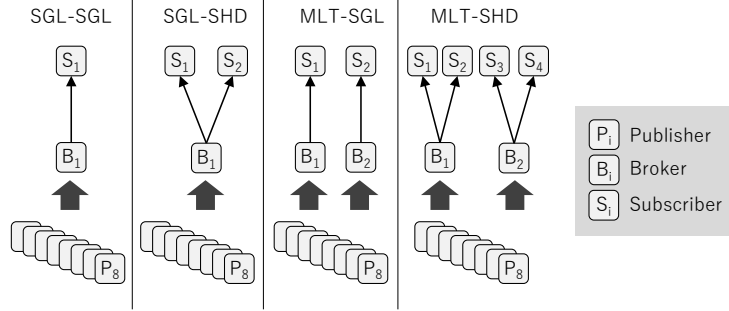 SGL-SGL SGL-SHD MLT-SGL MLT-SHD
S1 S1 S2 S1 S2 S1 S2 S3 S4
B1 B1 B1 B2 B1 B2
P8 P8 P8 P8
Pi Publisher
Bi Broker
Si Subscriber